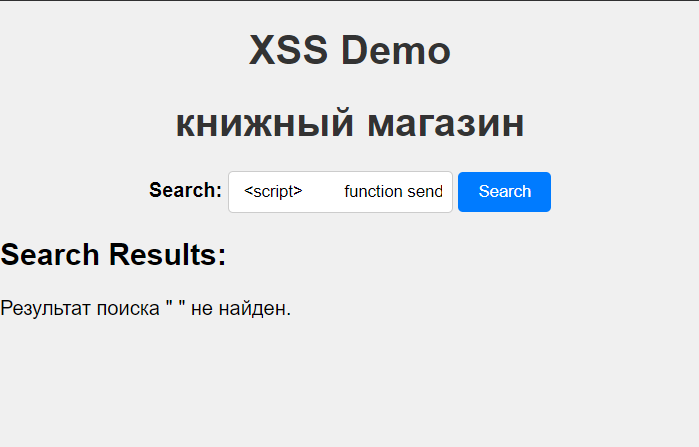 XSS Demo
книжный магазин
Search: <script> function send Search
Search Results:
Результат поиска " " не найден.